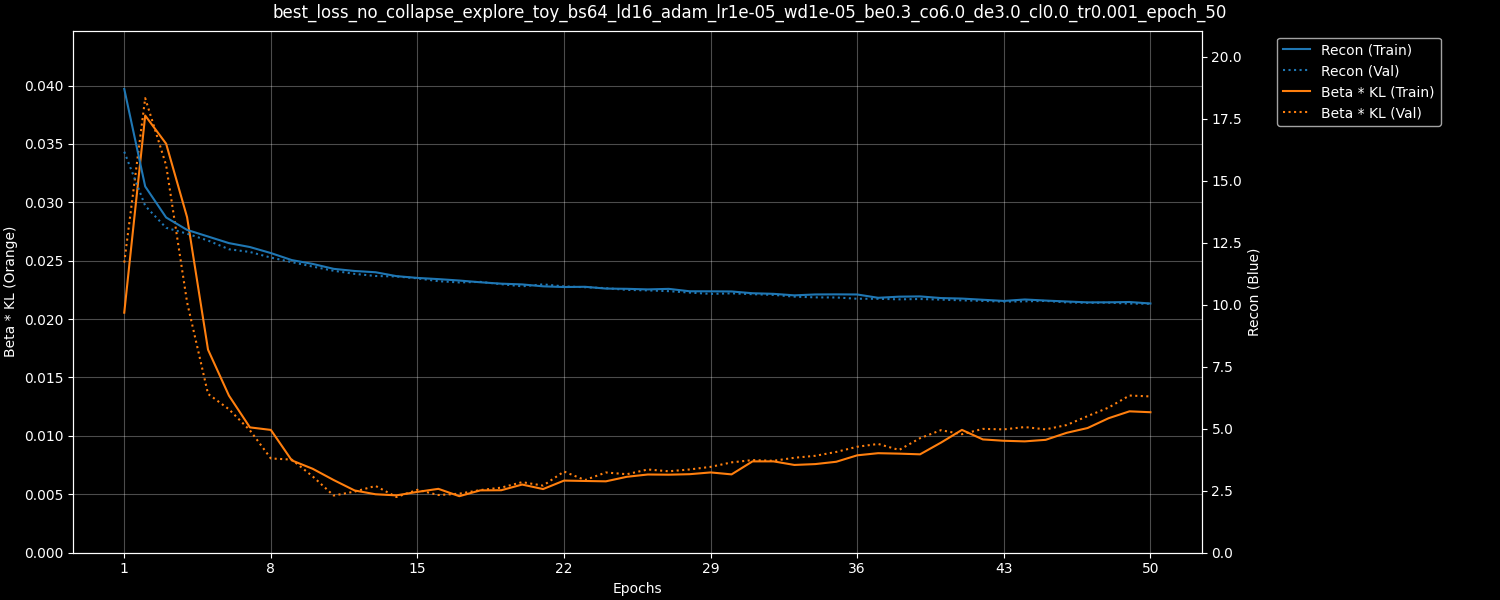 best_loss_no_collapse_explore_toy_bs64_ld16_adam_lr1e-05_wd1e-05_be0.3_co6.0_de3.0_cl0.0_tr0.001_epoch_50
Recon (Train)
Recon (Val)
Beta * KL (Train)
Beta * KL (Val)
Beta * KL (Orange)
0.040
0.035
0.030
0.025
0.020
0.015
0.010
0.005
0.000
20.0
17.5
15.0
12.5
10.0
7.5
5.0
2.5
0.0
Recon (Blue)
1 8 15 22 29 36 43 50
Epochs